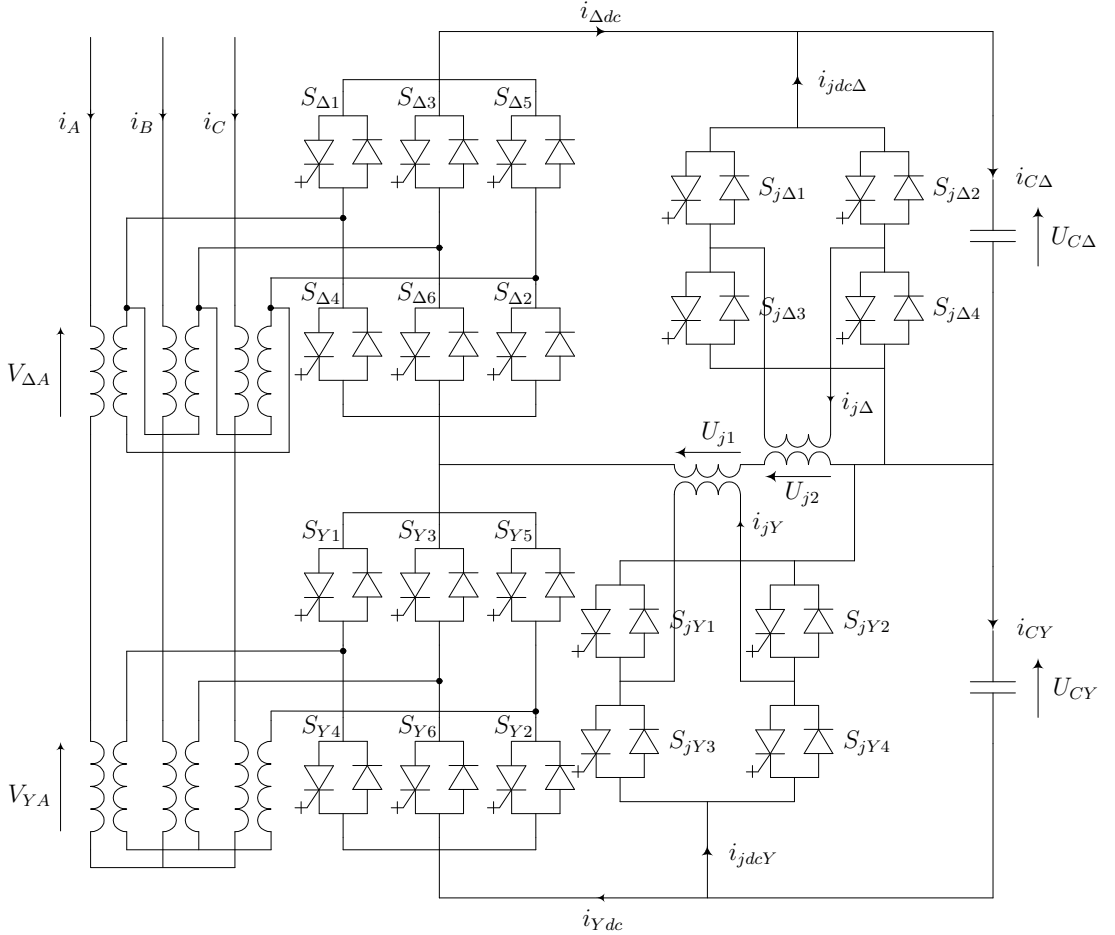 i_{Δdc}
i_{jdcΔ}
S_{Δ1} S_{Δ3} S_{Δ5}
i_A i_B i_C
S_{jΔ1} S_{jΔ2}
i_{CΔ}
U_{CΔ}
S_{Δ4} S_{Δ6} S_{Δ2}
S_{jΔ3} S_{jΔ4}
V_{ΔA}
i_{jΔ}
U_{j1}
U_{j2}
i_{jY}
S_{Y1} S_{Y3} S_{Y5}
S_{jY1} S_{jY2}
i_{CY}
U_{CY}
S_{Y4} S_{Y6} S_{Y2}
S_{jY3} S_{jY4}
V_{YA}
i_{jdcY}
i_{Ydc}